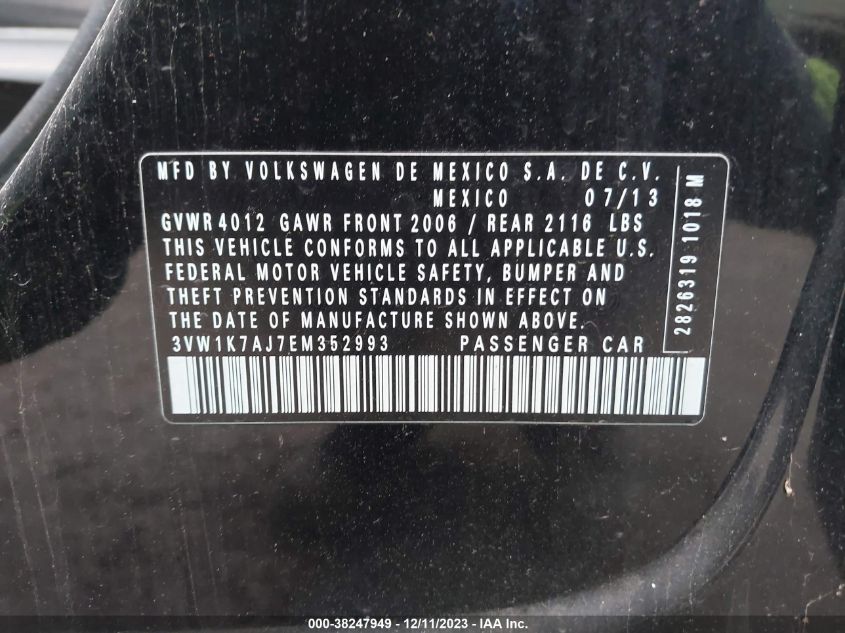 MFD BY VOLKSWAGEN DE MEXICO S.A. DE C.V.
MEXICO 07/13
GVWR 4012 GAWR FRONT 2006 / REAR 2116 LBS
THIS VEHICLE CONFORMS TO ALL APPLICABLE U.S.
FEDERAL MOTOR VEHICLE SAFETY, BUMPER AND
THEFT PREVENTION STANDARDS IN EFFECT ON
THE DATE OF MANUFACTURE SHOWN ABOVE.
3VW1K7AJ7EM352993 PASSENGER CAR
2826319 1018 M
000-38247949 - 12/11/2023 - IAA Inc.